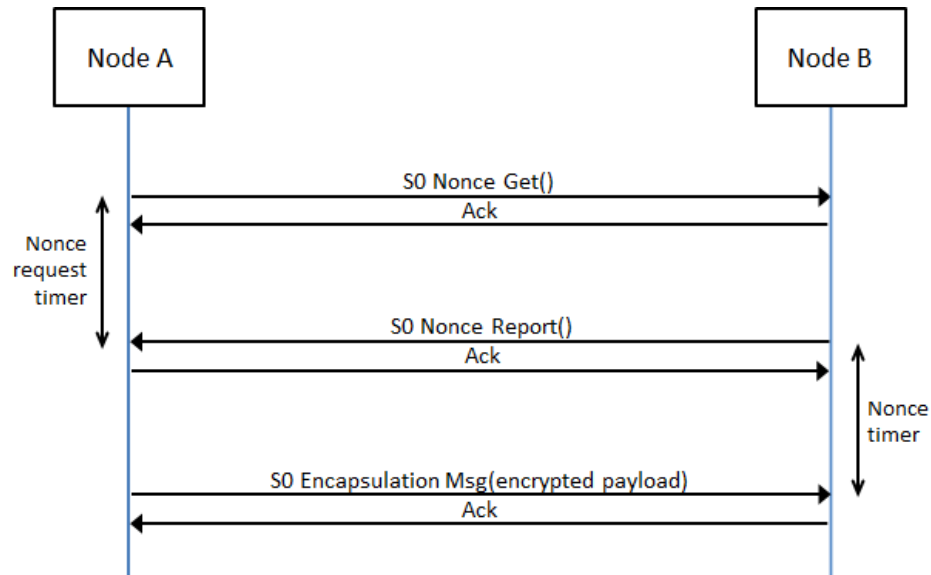 Node A
Node B
S0 Nonce Get()
Ack
Nonce
request
timer
S0 Nonce Report()
Ack
Nonce
timer
S0 Encapsulation Msg(encrypted payload)
Ack